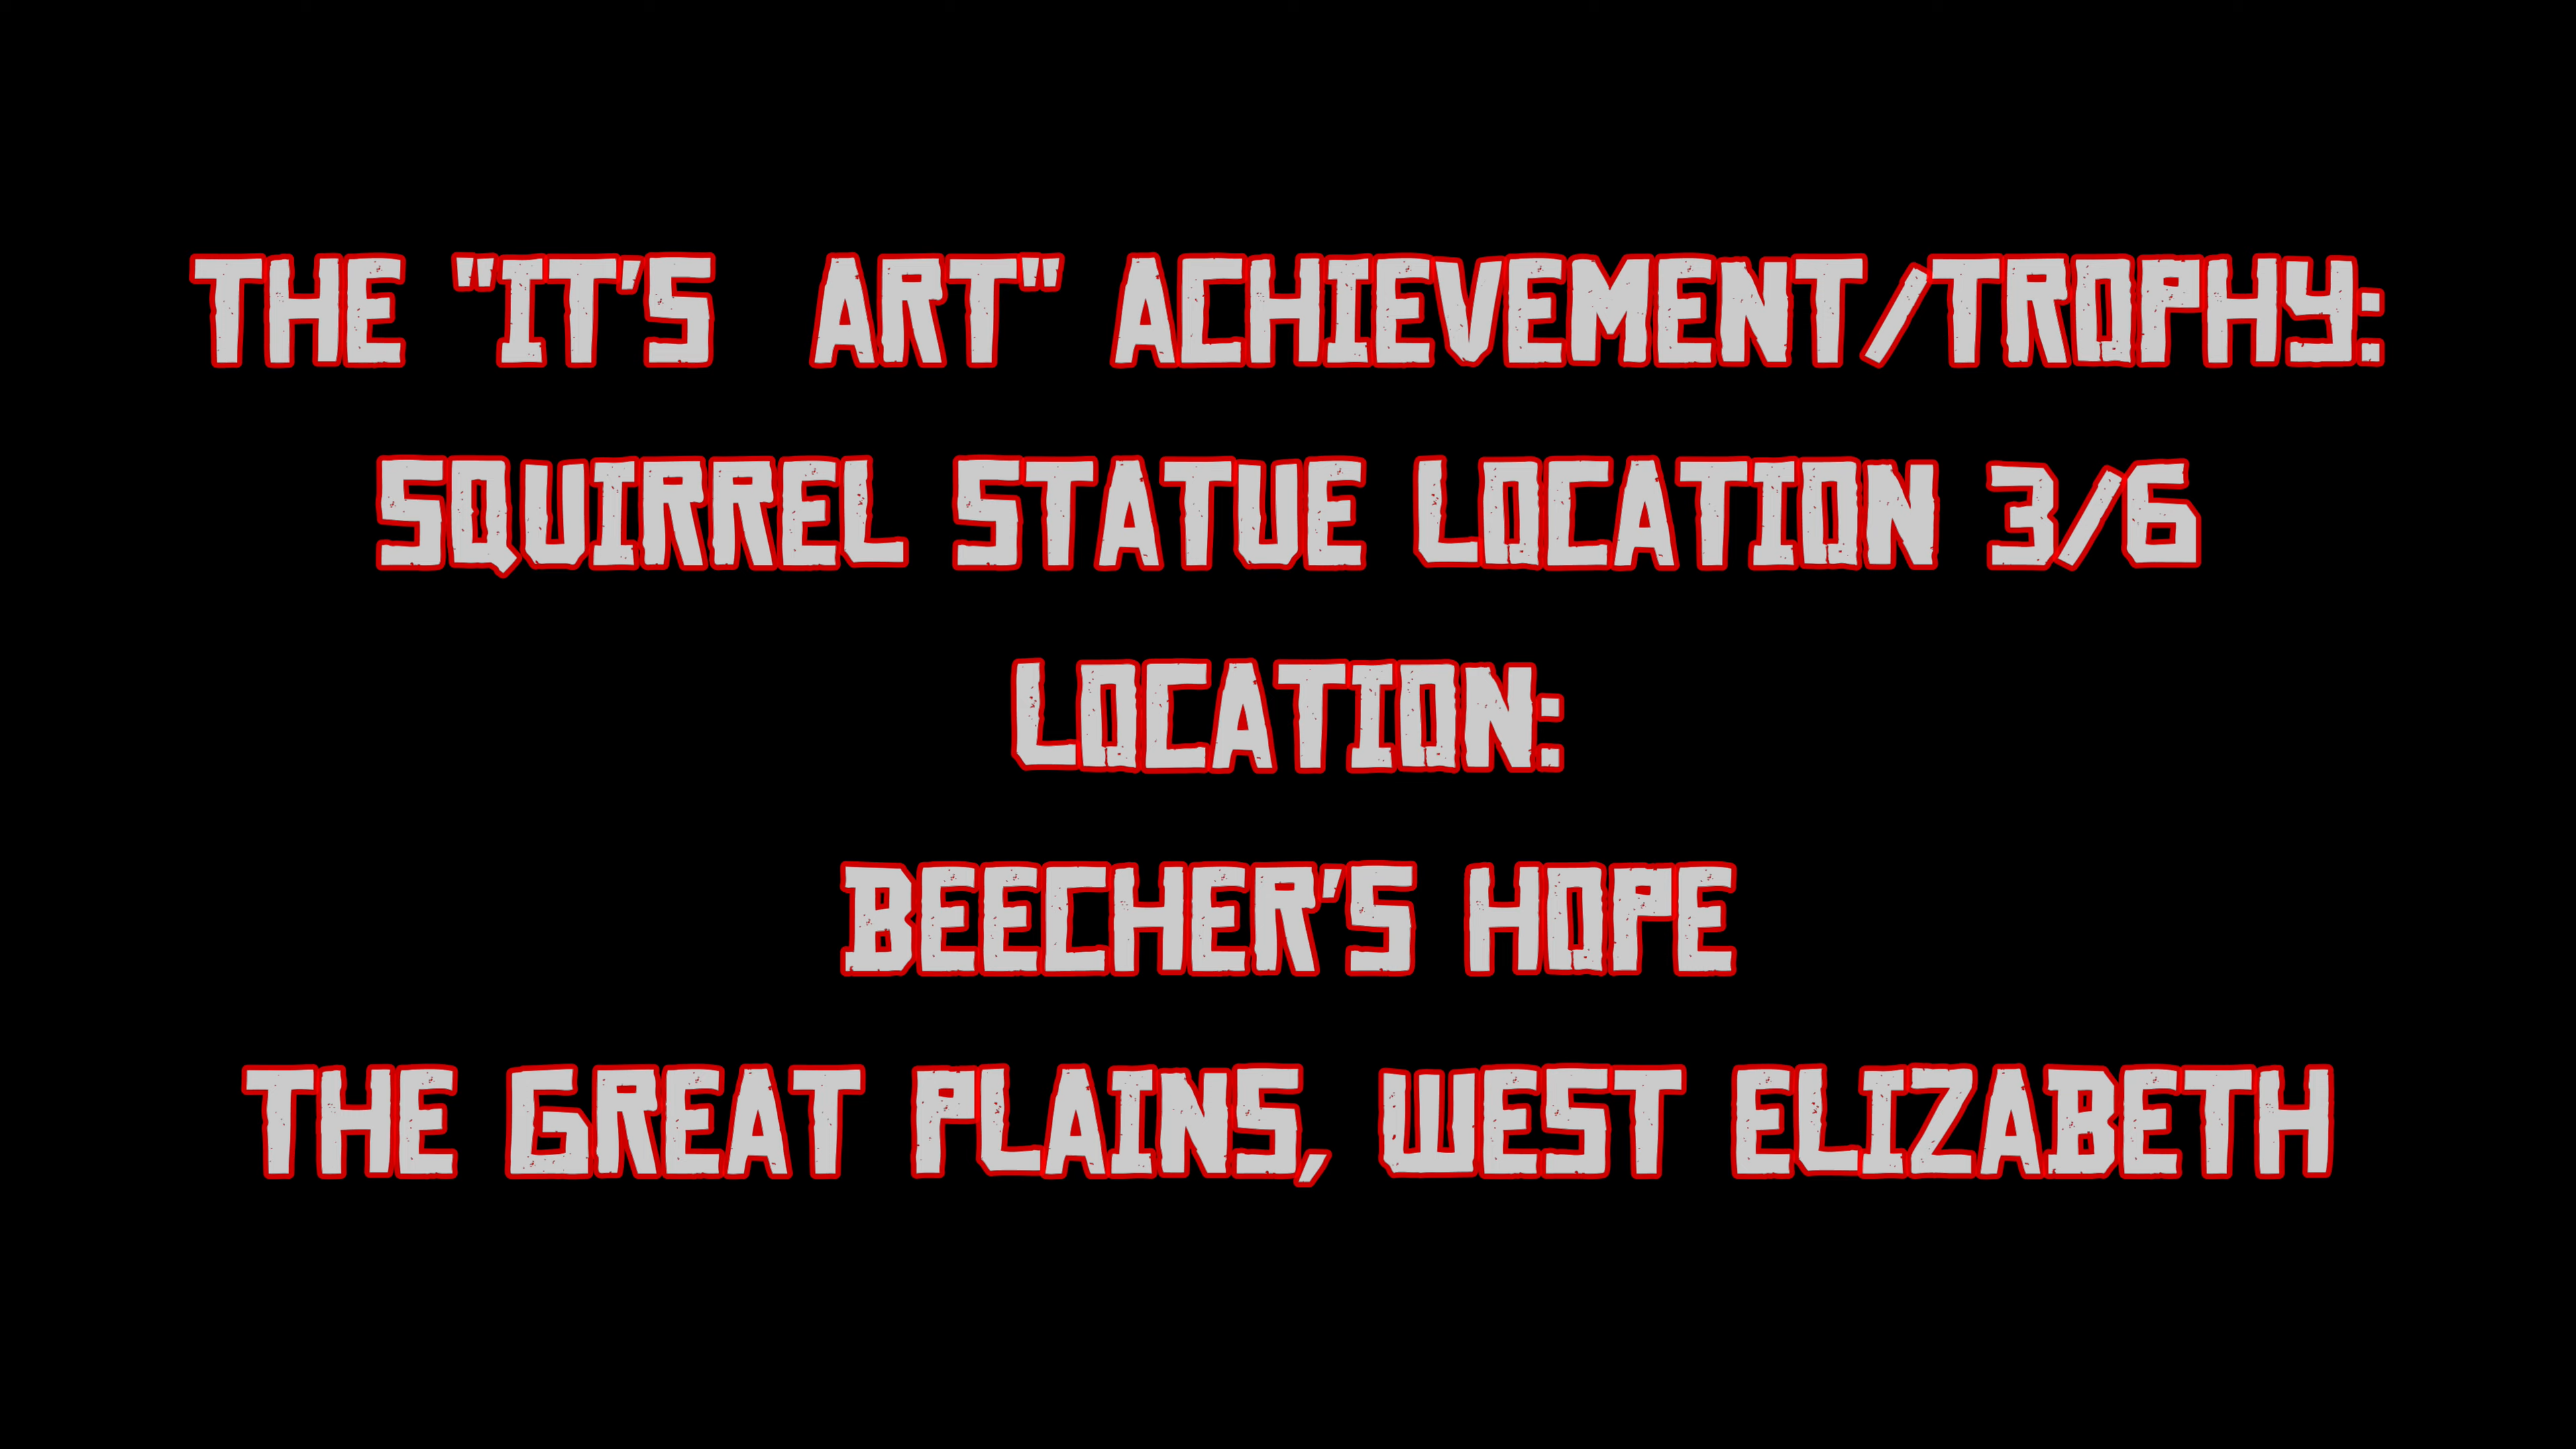 THE "IT'S ART" ACHIEVEMENT/TROPHY:
SQUIRREL STATUE LOCATION 3/6
LOCATION:
BEECHER'S HOPE
THE GREAT PLAINS, WEST ELIZABETH